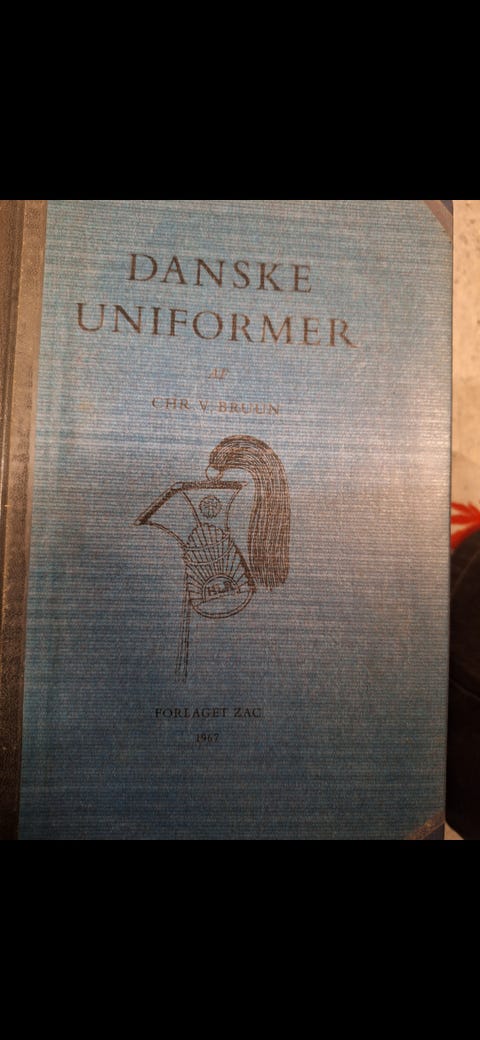 DANSKE
UNIFORMER
AF
CHR. V. BRUUN
FORLAGET ZAC
1967